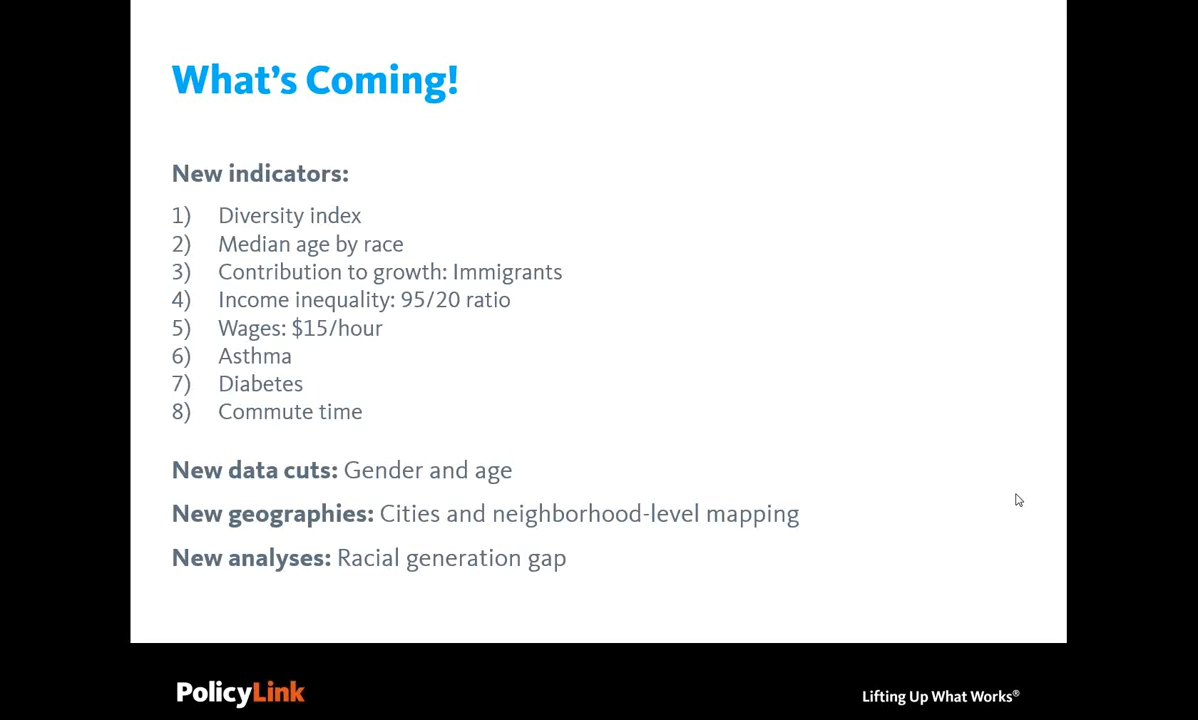 What's Coming!
New indicators:
1) Diversity index
2) Median age by race
3) Contribution to growth: Immigrants
4) Income inequality: 95/20 ratio
5) Wages: $15/hour
6) Asthma
7) Diabetes
8) Commute time
New data cuts: Gender and age
New geographies: Cities and neighborhood-level mapping
New analyses: Racial generation gap
PolicyLink
Lifting Up What Works®